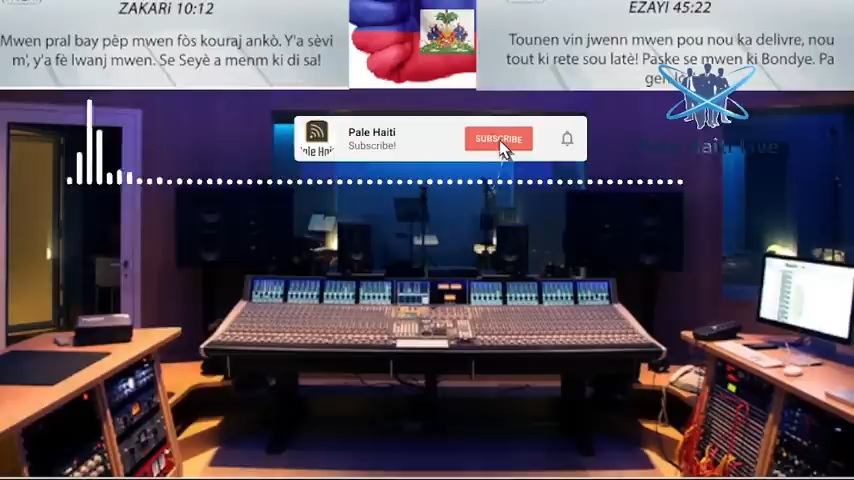 ZAKARi 10:12
Mwen pral bay pèp mwen fòs kouraj ankò. Y'a sèvi
m', y'a fè lwanj mwen. Se Seyè a menm ki di sa!
EZAYI 45:22
Tounen vin jwenn mwen pou nou ka delivre, nou
tout ki rete sou latè! Paske se mwen ki Bondye. Pa
gen
Pale Haiti
Subscribe!
SUBSCRIBE
Live